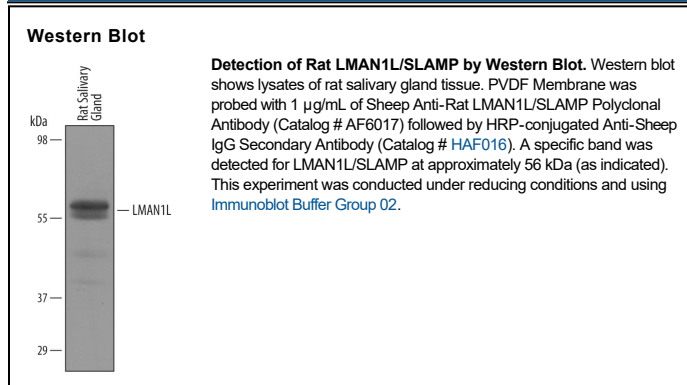 Western Blot
Rat Salivary
Gland
kDa
98
55
37
29
LMAN1L
Detection of Rat LMAN1L/SLAMP by Western Blot. Western blot
shows lysates of rat salivary gland tissue. PVDF Membrane was
probed with 1 µg/mL of Sheep Anti-Rat LMAN1L/SLAMP Polyclonal
Antibody (Catalog # AF6017) followed by HRP-conjugated Anti-Sheep
IgG Secondary Antibody (Catalog # HAF016). A specific band was
detected for LMAN1L/SLAMP at approximately 56 kDa (as indicated).
This experiment was conducted under reducing conditions and using
Immunoblot Buffer Group 02.